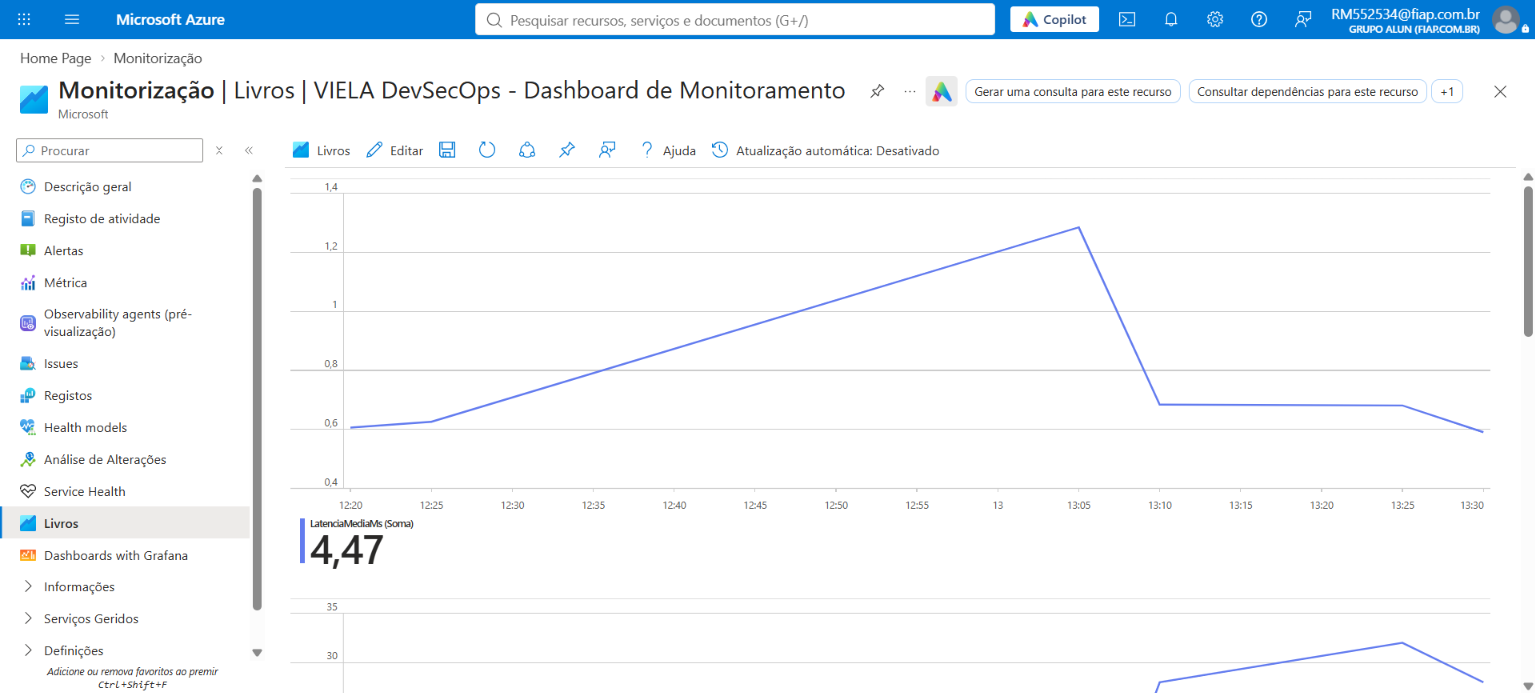 Microsoft Azure
Pesquisar recursos, serviços e documentos (G+/)
Copilot
RM552534@fiap.com.br
GRUPO ALUN (FIAP.COM.BR)
Home Page > Monitorização
Monitorização | Livros | VIELA DevSecOps - Dashboard de Monitoramento
Microsoft
Gerar uma consulta para este recurso
Consultar dependências para este recurso
+1
Procurar
Livros
Editar
Ajuda
Atualização automática: Desativado
Descrição geral
Registo de atividade
Alertas
Métrica
Observability agents (pré-
visualização)
Issues
Registos
Health models
Análise de Alterações
Service Health
Livros
Dashboards with Grafana
Informações
Serviços Geridos
Definições
Adicione ou remova favoritos ao premir
Ctrl+Shift+F
1,4
1,2
1
0,8
0,6
0,4
12:20 12:25 12:30 12:35 12:40 12:45 12:50 12:55 13 13:05 13:10 13:15 13:20 13:25 13:30
LatenciaMediaMs (Soma)
4,47
35
30